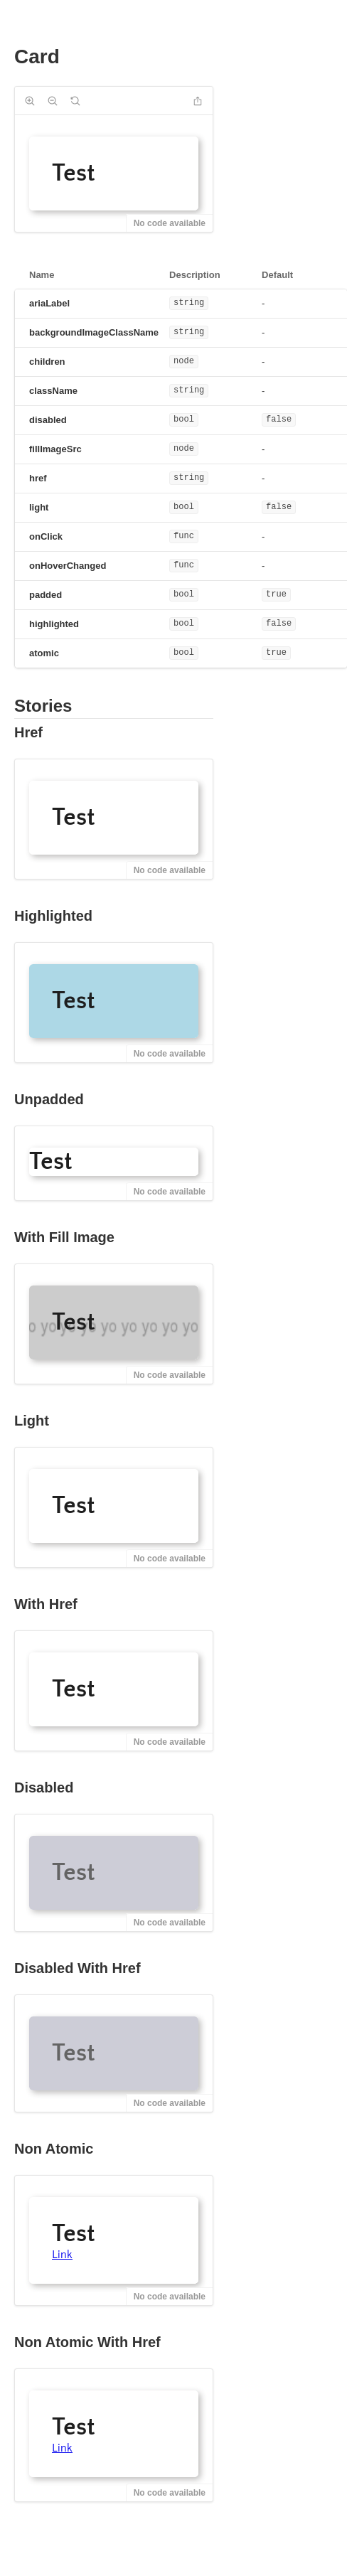 Card
Test
No code available
Name Description Default
ariaLabel string -
backgroundImageClassName string -
children node -
className string -
disabled bool false
fillImageSrc node -
href string -
light bool false
onClick func -
onHoverChanged func -
padded bool true
highlighted bool false
atomic bool true
Stories
Href
Test
No code available
Highlighted
Test
No code available
Unpadded
Test
No code available
With Fill Image
Test
o yo yo yo yo yo yo yo yo
No code available
Light
Test
No code available
With Href
Test
No code available
Disabled
Test
No code available
Disabled With Href
Test
No code available
Non Atomic
Test
Link
No code available
Non Atomic With Href
Test
Link
No code available